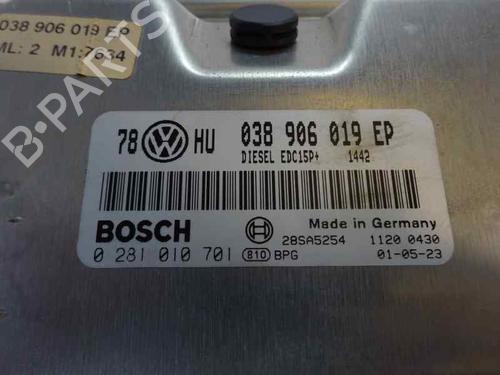 038 906 019 EP
ML: 2 M1:7634
78 HU 038 906 019 EP
DIESEL EDC15P+ 1442
BOSCH
Made in Germany
28SA5254 1120 0430
0 281 010 701 810 BPG 01-05-23